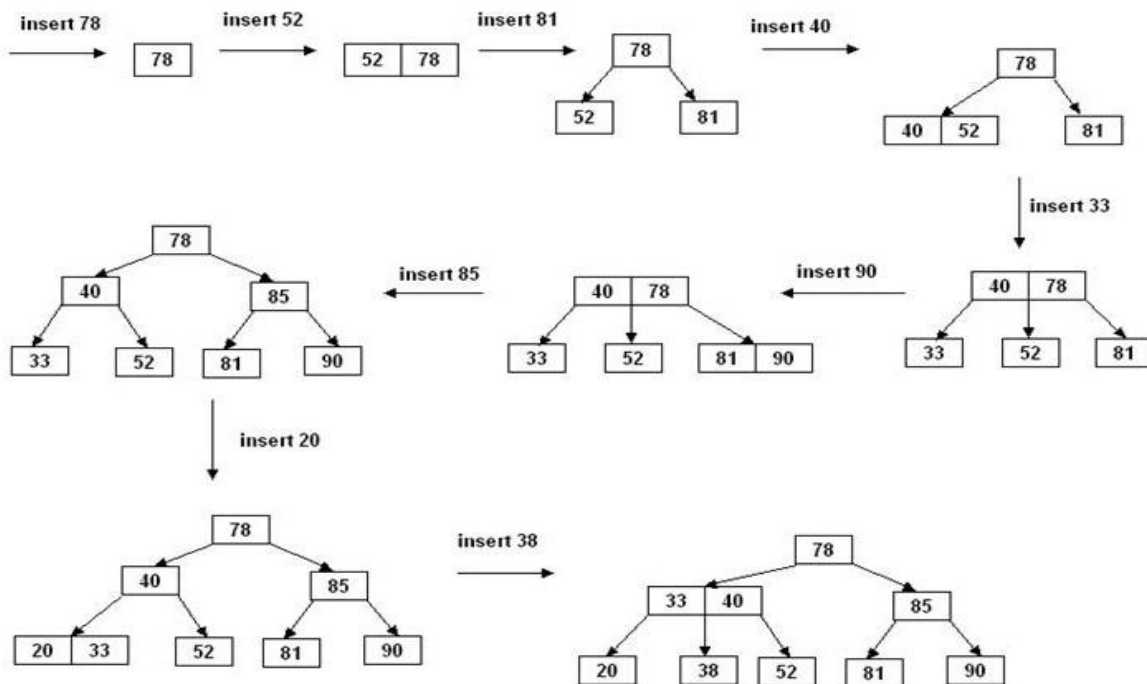 insert 78
78
insert 52
52 78
insert 81
78
52 81
insert 40
78
40 52 81
insert 33
40 78
33 52 81
insert 90
40 78
33 52 81 90
insert 85
78
40 85
33 52 81 90
insert 20
78
40 85
20 33 52 81 90
insert 38
78
33 40 85
20 38 52 81 90